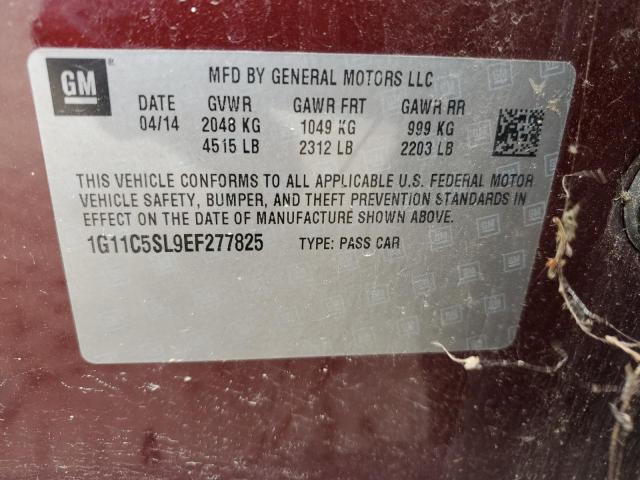 GM
MFD BY GENERAL MOTORS LLC
DATE GVWR GAWR FRT GAWR RR
04/14 2048 KG 1049 KG 999 KG
4515 LB 2312 LB 2203 LB
THIS VEHICLE CONFORMS TO ALL APPLICABLE U.S. FEDERAL MOTOR
VEHICLE SAFETY, BUMPER, AND THEFT PREVENTION STANDARDS IN
EFFECT ON THE DATE OF MANUFACTURE SHOWN ABOVE.
1G11C5SL9EF277825 TYPE: PASS CAR